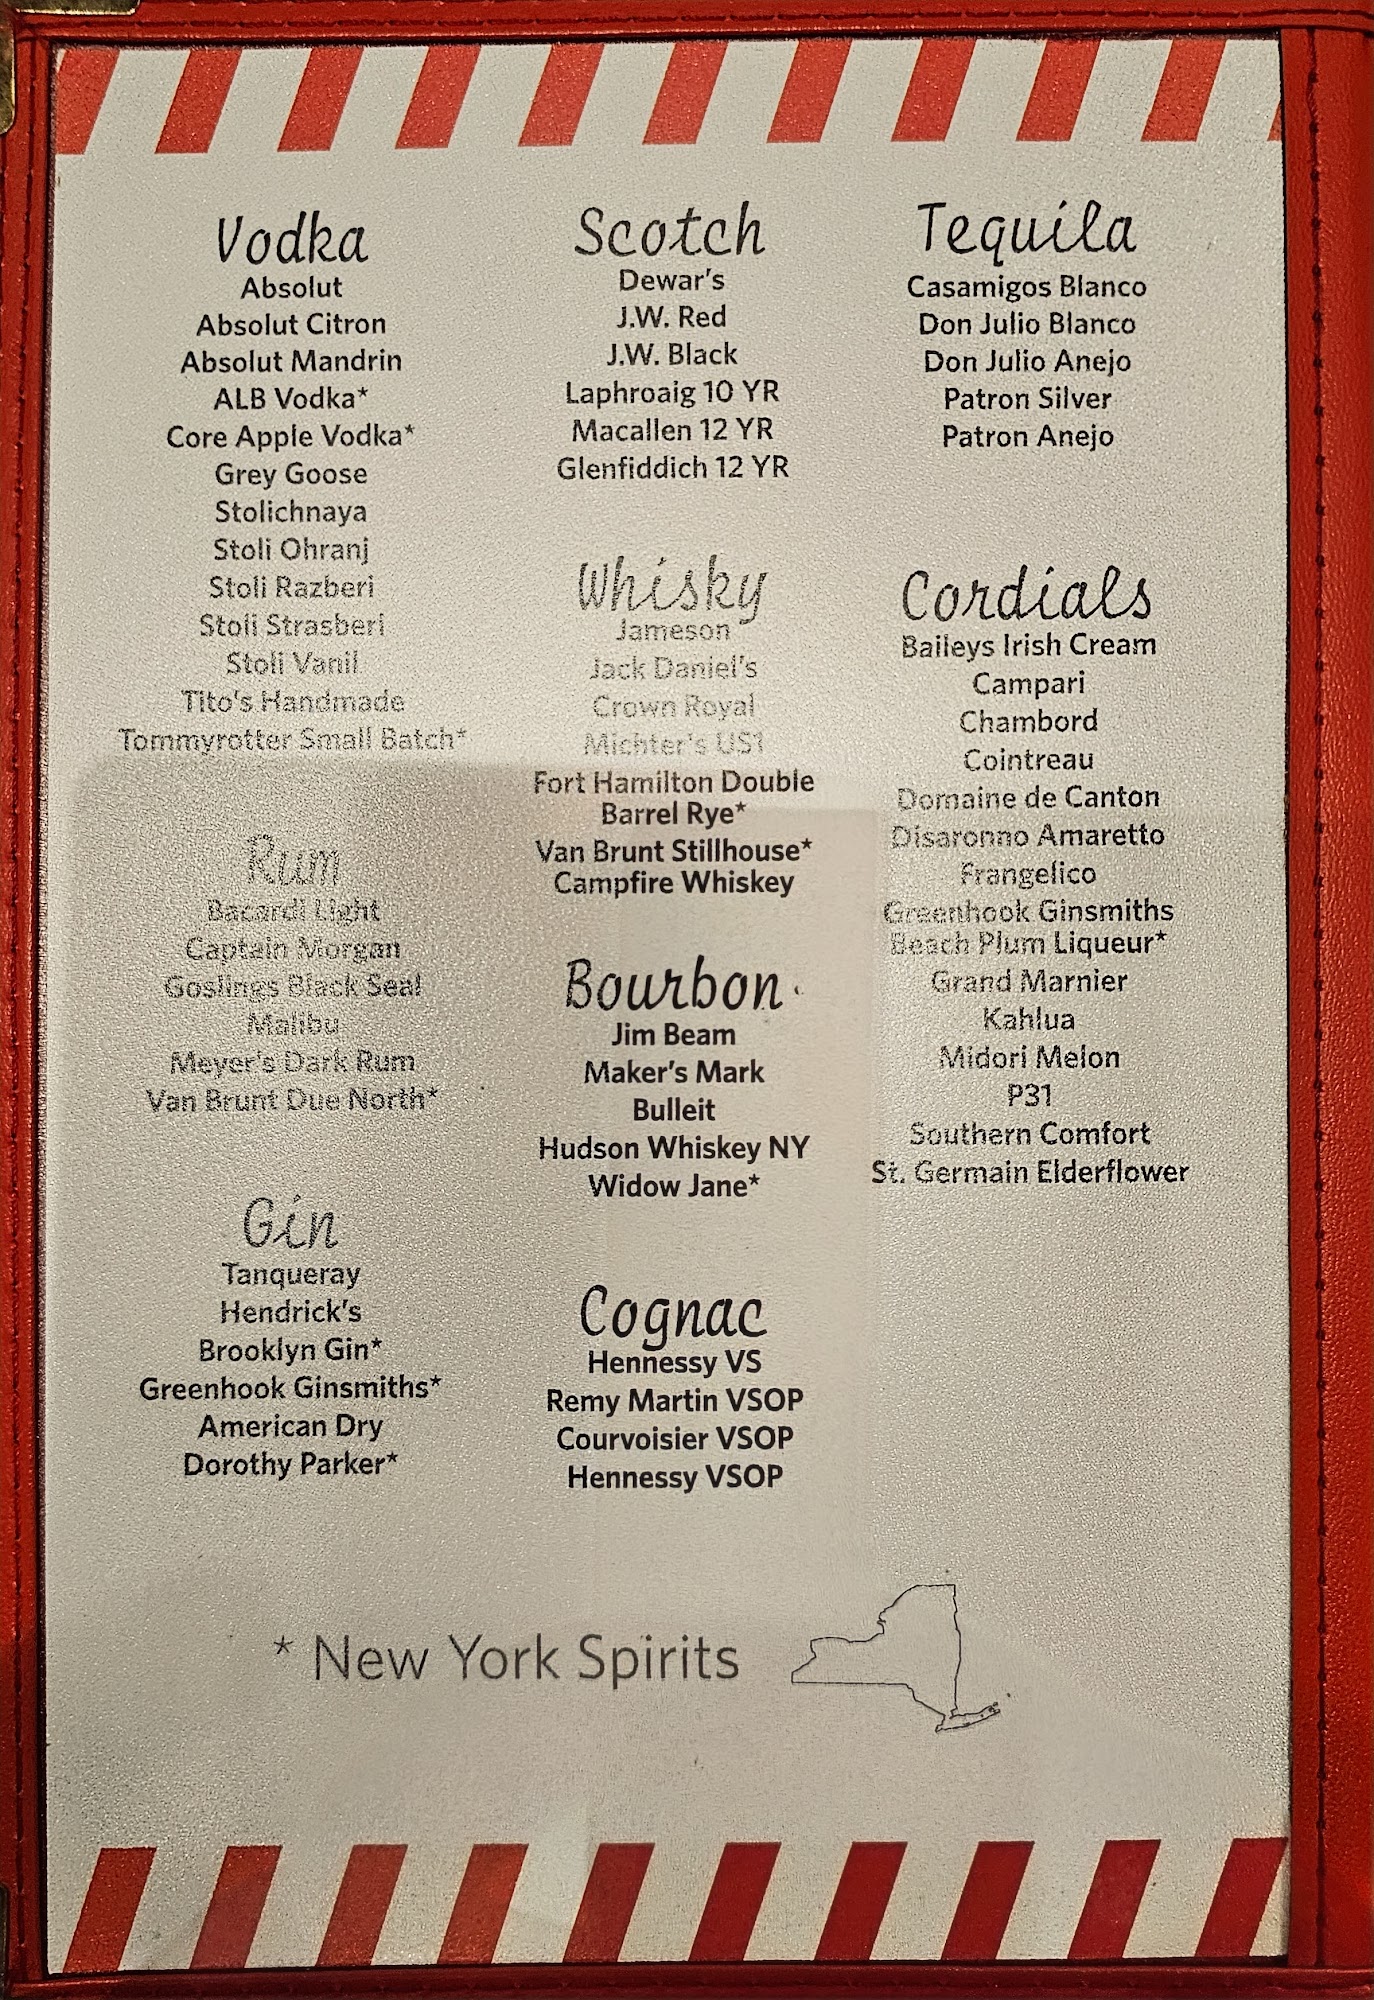 Vodka
Absolut
Absolut Citron
Absolut Mandrin
ALB Vodka*
Core Apple Vodka*
Grey Goose
Stolichnaya
Stoli Ohranj
Stoli Razberi
Stoli Strasberi
Stoli Vanil
Tito's Handmade
Tommyrotter Small Batch*
Rum
Bacardi Light
Captain Morgan
Goslings Black Seal
Malibu
Meyer's Dark Rum
Van Brunt Due North*
Gin
Tanqueray
Hendrick's
Brooklyn Gin*
Greenhook Ginsmiths*
American Dry
Dorothy Parker*
Scotch
Dewar's
J.W. Red
J.W. Black
Laphroaig 10 YR
Macallen 12 YR
Glenfiddich 12 YR
Whisky
Jameson
Jack Daniel's
Crown Royal
Michter's US1
Fort Hamilton Double
Barrel Rye*
Van Brunt Stillhouse*
Campfire Whiskey
Bourbon
Jim Beam
Maker's Mark
Bulleit
Hudson Whiskey NY
Widow Jane*
Cognac
Hennessy VS
Remy Martin VSOP
Courvoisier VSOP
Hennessy VSOP
Tequila
Casamigos Blanco
Don Julio Blanco
Don Julio Anejo
Patron Silver
Patron Anejo
Cordials
Baileys Irish Cream
Campari
Chambord
Cointreau
Domaine de Canton
Disaronno Amaretto
Frangelico
Greenhook Ginsmiths
Beach Plum Liqueur*
Grand Marnier
Kahlua
Midori Melon
P31
Southern Comfort
St. Germain Elderflower
* New York Spirits